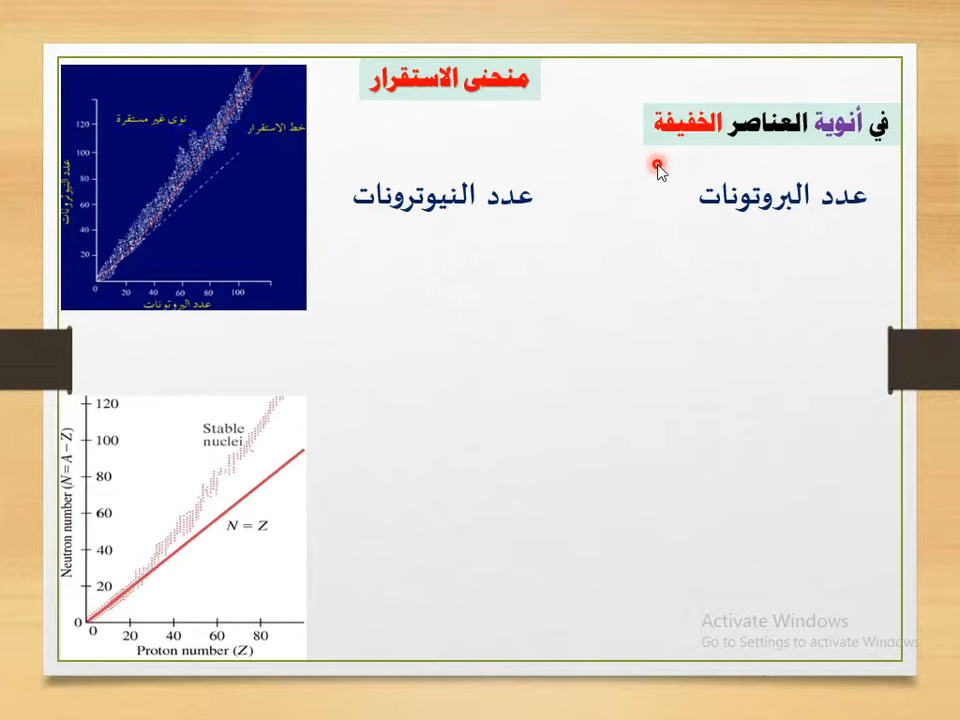 منحنى الاستقرار
في أنوية العناصر الخفيفة
عدد البروتونات
عدد النيوترونات
نوى غير مستقرة
خط الاستقرار
عدد النيوترونات
120
100
80
60
40
20
0 20 40 60 80 100
عدد البروتونات
Stable
nuclei
N = Z
Neutron number (N = A − Z)
120
100
80
60
40
20
0
0 20 40 60 80
Proton number (Z)
Activate Windows
Go to Settings to activate Windows.